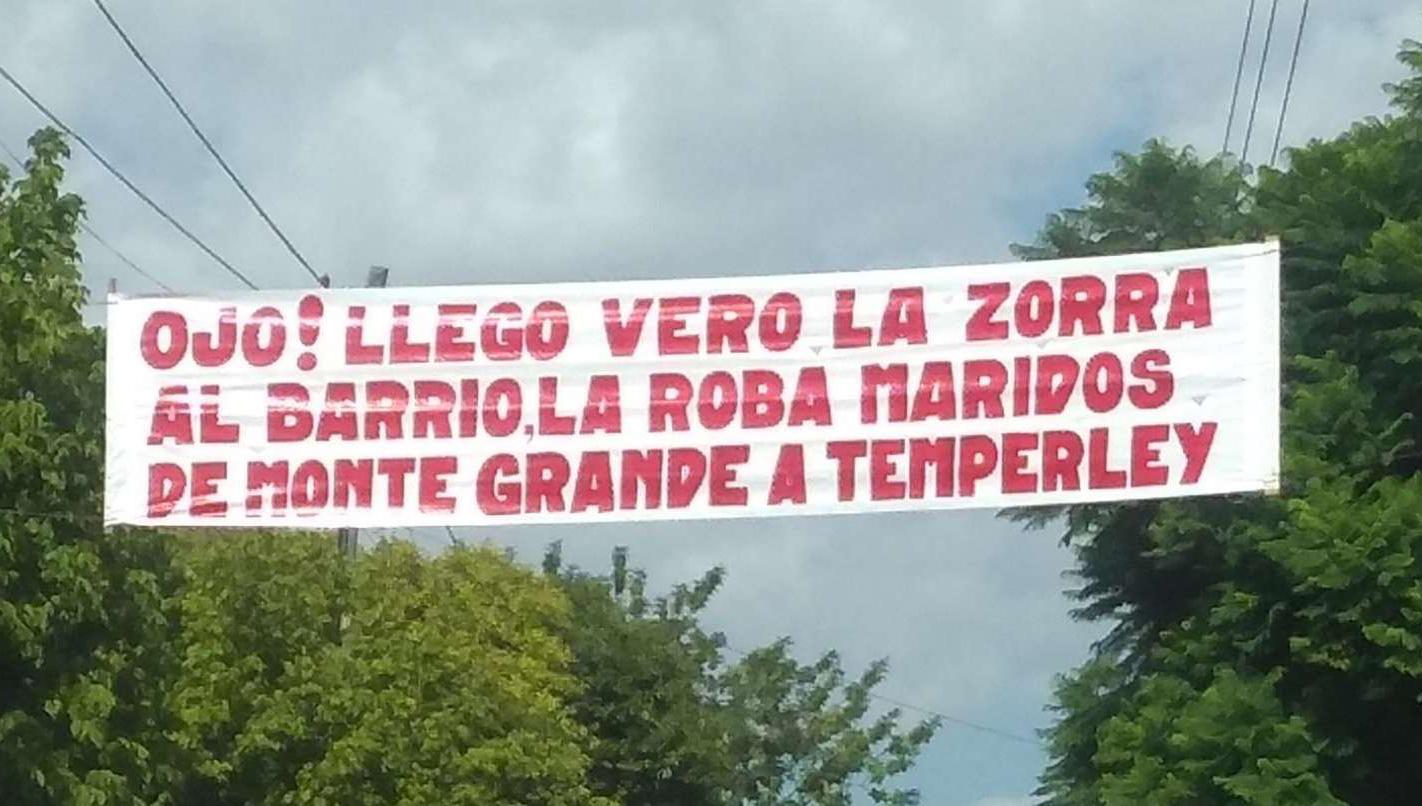 OJO! LLEGO VERO LA ZORRA
AL BARRIO,LA ROBA MARIDOS
DE MONTE GRANDE A TEMPERLEY